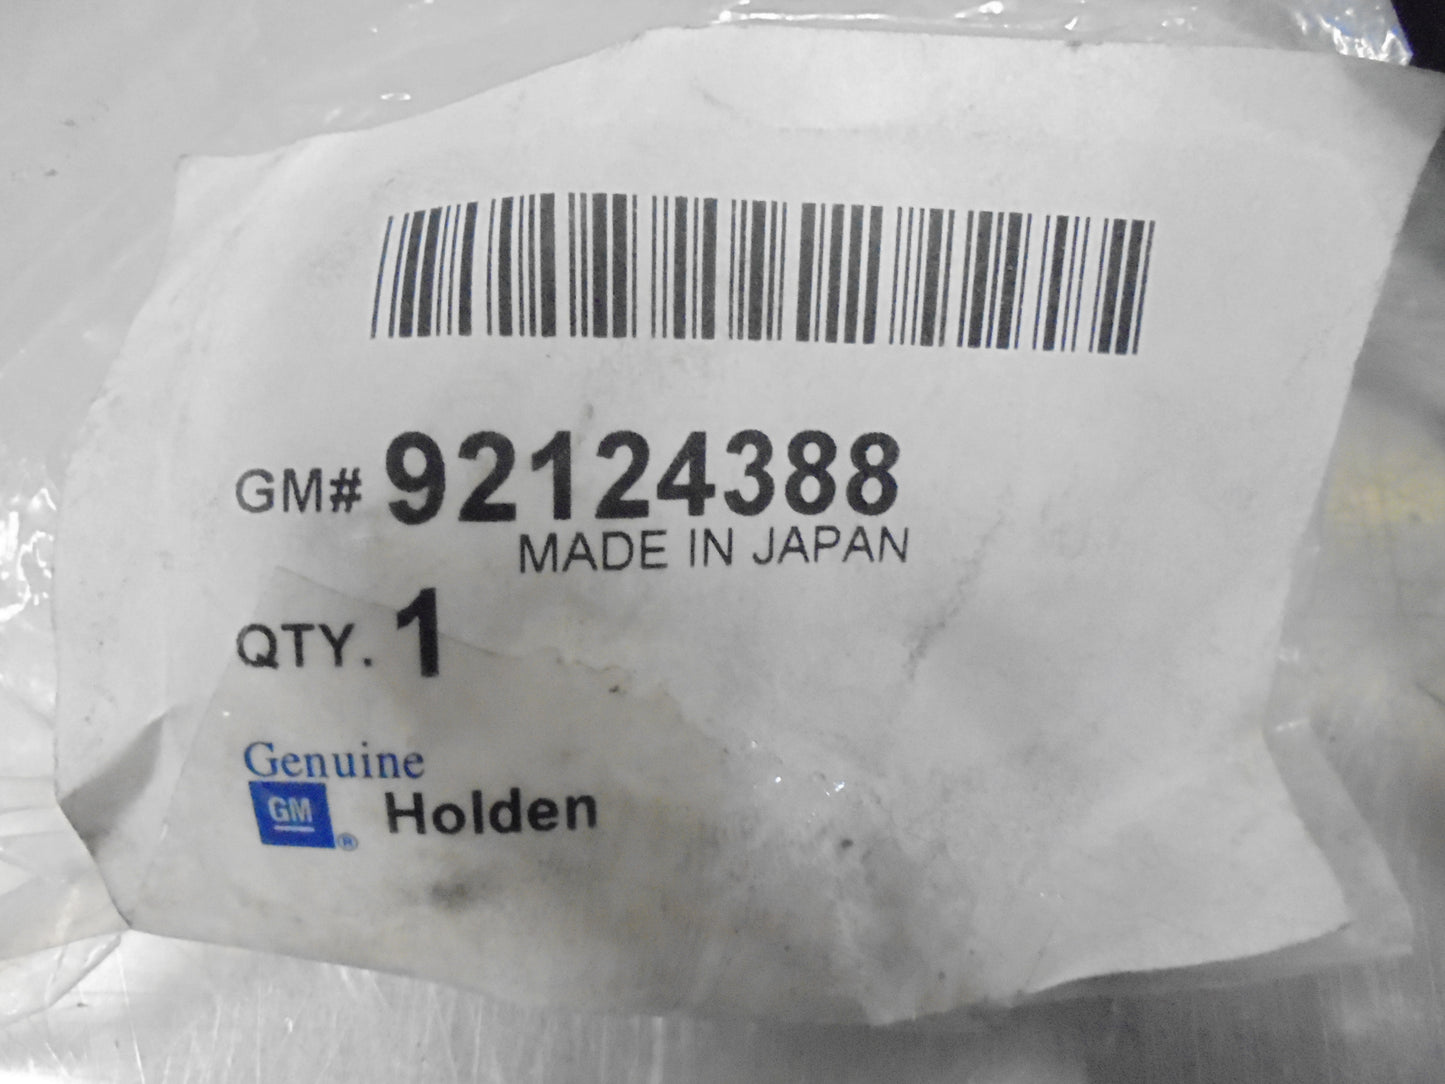 GM# 92124388
MADE IN JAPAN
QTY. 1
Genuine
GM ® Holden